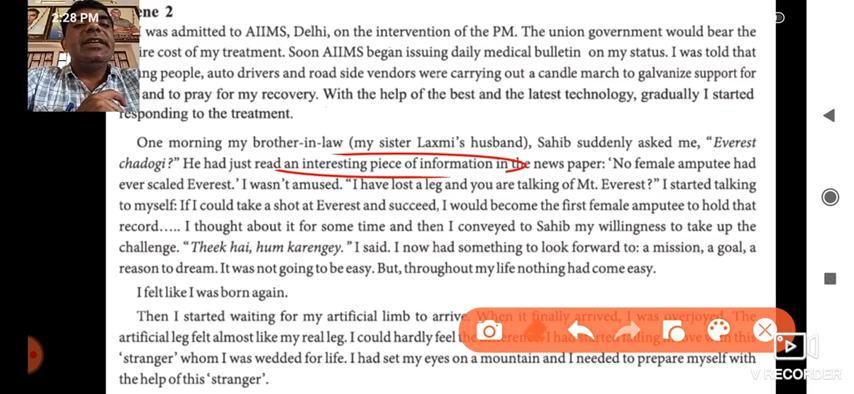 ene 2
2:28 PM
was admitted to AIIMS, Delhi, on the intervention of the PM. The union government would bear the
ire cost of my treatment. Soon AIIMS began issuing daily medical bulletin on my status. I was told that
ng people, auto drivers and road side vendors were carrying out a candle march to galvanize support for
and to pray for my recovery. With the help of the best and the latest technology, gradually I started
responding to the treatment.
One morning my brother-in-law (my sister Laxmi's husband), Sahib suddenly asked me, "Everest
chadogi?" He had just read an interesting piece of information in the news paper: 'No female amputee had
ever scaled Everest.' I wasn't amused. "I have lost a leg and you are talking of Mt. Everest?" I started talking
to myself: If I could take a shot at Everest and succeed, I would become the first female amputee to hold that
record..... I thought about it for some time and then I conveyed to Sahib my willingness to take up the
challenge. "Theek hai, hum karengey." I said. I now had something to look forward to: a mission, a goal, a
reason to dream. It was not going to be easy. But, throughout my life nothing had come easy.
I felt like I was born again.
Then I started waiting for my artificial limb to arrive. When it finally arrived, I was overjoyed. The
artificial leg felt almost like my real leg. I could hardly feel the difference. I had started falling in love with this
'stranger' whom I was wedded for life. I had set my eyes on a mountain and I needed to prepare myself with
the help of this 'stranger'.
V RECORDER